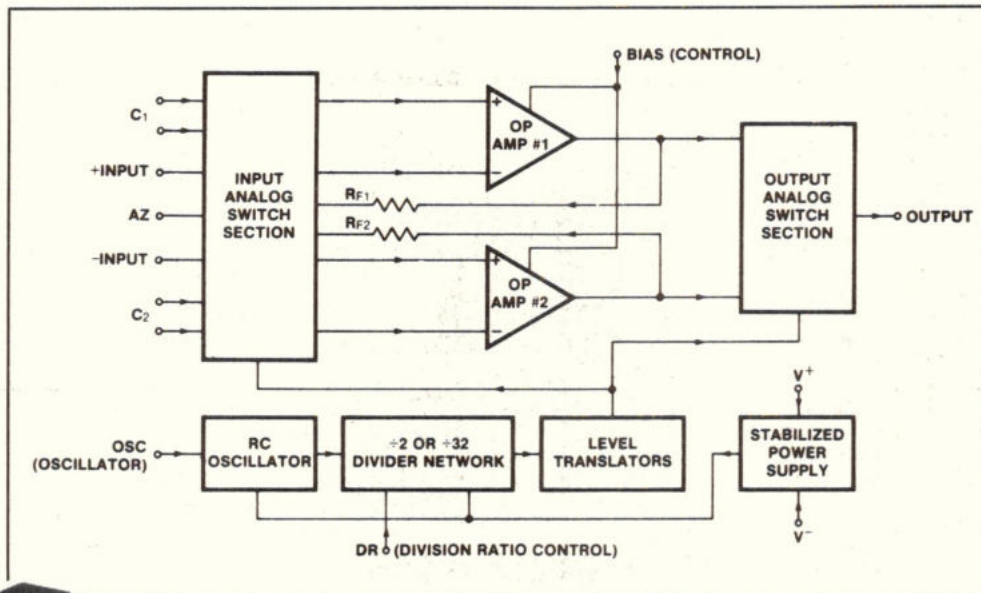 BIAS (CONTROL)
C1
+INPUT
AZ
-INPUT
C2
INPUT
ANALOG
SWITCH
SECTION
+
OP
AMP #1
-
RF1
RF2
+
OP
AMP #2
-
OUTPUT
ANALOG
SWITCH
SECTION
OUTPUT
V+
OSC
(OSCILLATOR)
RC
OSCILLATOR
÷2 OR ÷32
DIVIDER NETWORK
LEVEL
TRANSLATORS
STABILIZED
POWER
SUPPLY
V-
DR (DIVISION RATIO CONTROL)